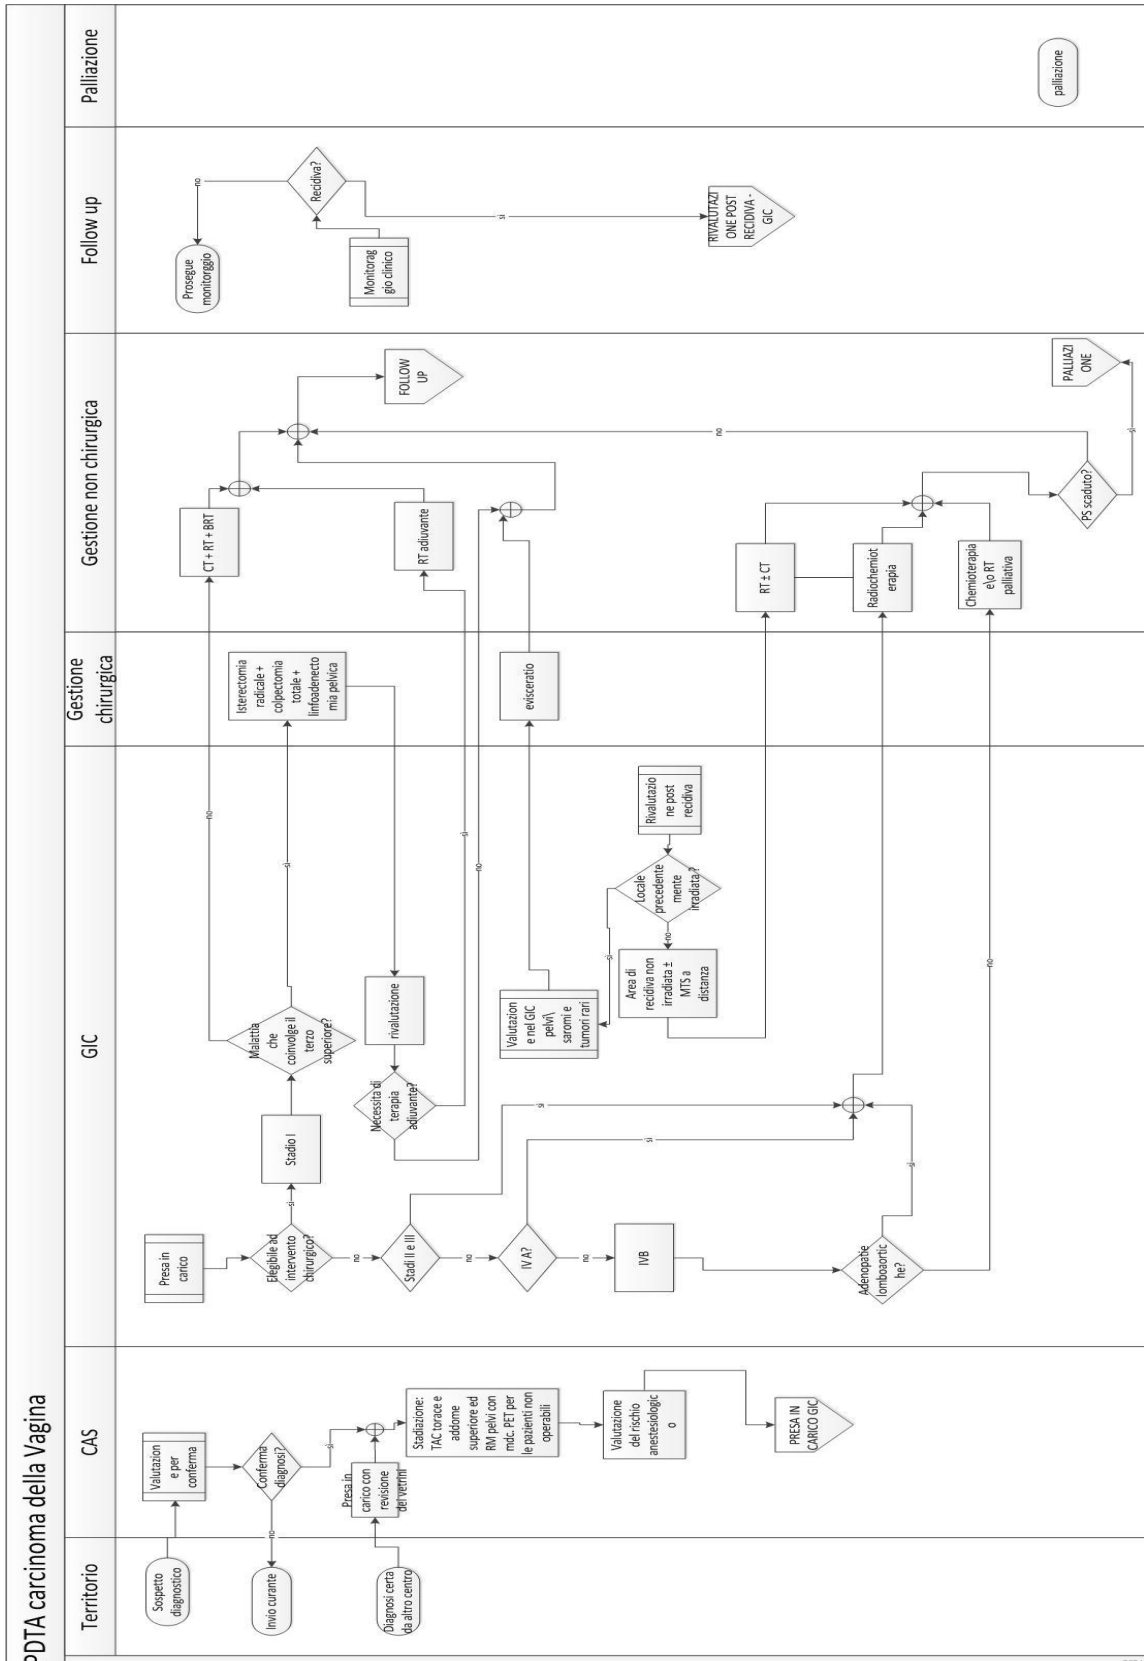 PDTA carcinoma della Vagina
Territorio
CAS
GIC
Gestione
chirurgica
Gestione non chirurgica
Follow up
Palliazione
Sospetto
diagnostico
Invio curante
Diagnosi certa
da altro centro
Valutazion
e per
conferma
Conferma
diagnosi?
no
si
Presa in
carico con
revisione
dei vetrini
Stadiazione:
TAC torace e
addome
superiore ed
RM pelvi con
mdc. PET per
le pazienti non
operabili
Valutazione
del rischio
anestesiologic
o
PRESA IN
CARICO GIC
Presa in
carico
Elegibile ad
intervento
chirurgico?
si
no
Stadio I
Malattia
che
coinvolge il
terzo
superiore?
no
si
Stadi II e III
si
no
IV A?
si
no
IVB
Adenopatie
lomboaortic
he?
si
no
rivalutazione
Necessita di
terapia
adiuvante?
si
no
Valutazion
e nel GIC
pelvi\
saromi e
tumori rari
Rivalutazio
ne post
recidiva
Locale
precedente
mente
irradiata?
si
no
Area di
recidiva non
irradiata ±
MTS a
distanza
Isterectomia
radicale +
colpectomia
totale +
linfoadenecto
mia pelvica
evisceratio
CT + RT + BRT
RT adiuvante
RT ± CT
Radiochemiot
erapia
Chemioterapia
e\o RT
palliativa
FOLLOW
UP
PS scaduto?
no
si
PALLIAZI
ONE
Prosegue
monitorggio
no
Recidiva?
si
Monitorag
gio clinico
RIVALUTAZI
ONE POST
RECIDIVA -
GIC
palliazione